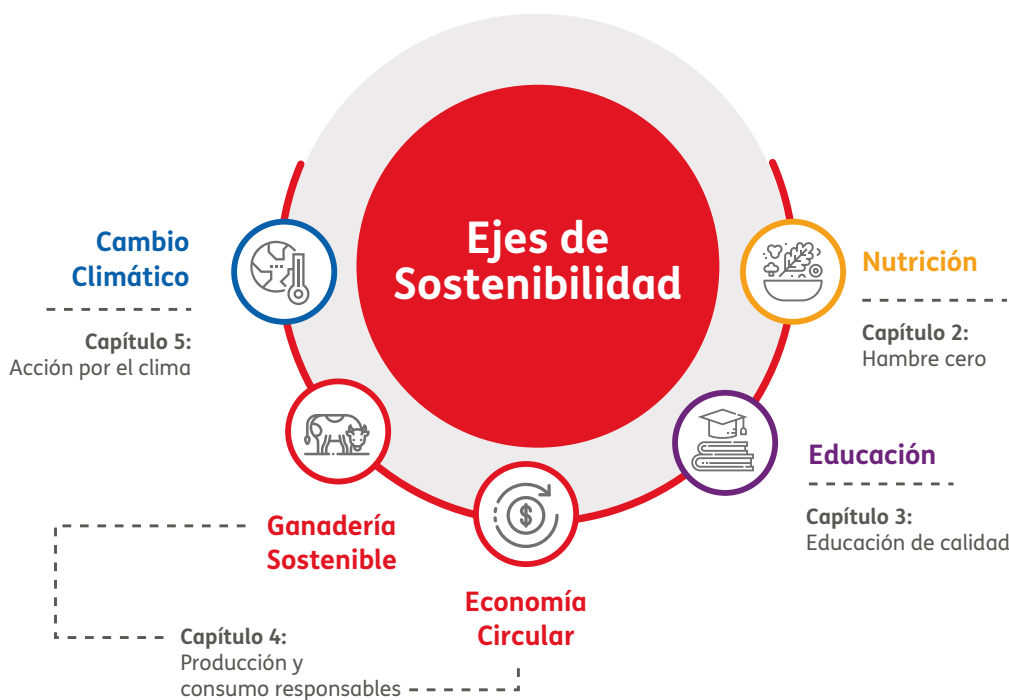 Ejes de
Sostenibilidad
Cambio
Climático
Capítulo 5:
Acción por el clima
Nutrición
Capítulo 2:
Hambre cero
Educación
Capítulo 3:
Educación de calidad
Ganadería
Sostenible
$
Economía
Circular
Capítulo 4:
Producción y
consumo responsables